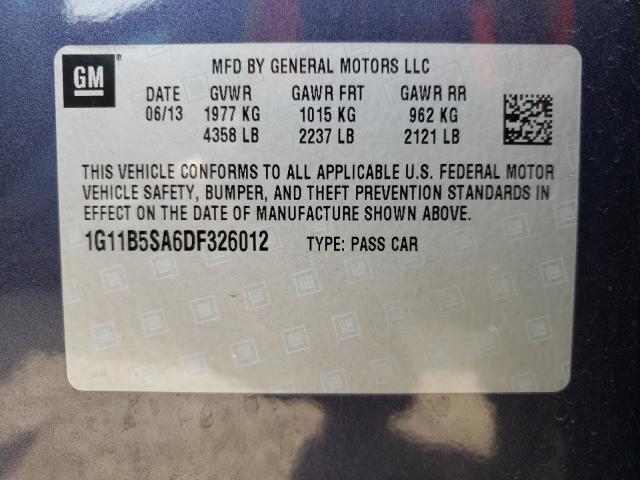 GM
MFD BY GENERAL MOTORS LLC
DATE GVWR GAWR FRT GAWR RR
06/13 1977 KG 1015 KG 962 KG
4358 LB 2237 LB 2121 LB
THIS VEHICLE CONFORMS TO ALL APPLICABLE U.S. FEDERAL MOTOR
VEHICLE SAFETY, BUMPER, AND THEFT PREVENTION STANDARDS IN
EFFECT ON THE DATE OF MANUFACTURE SHOWN ABOVE.
1G11B5SA6DF326012 TYPE: PASS CAR